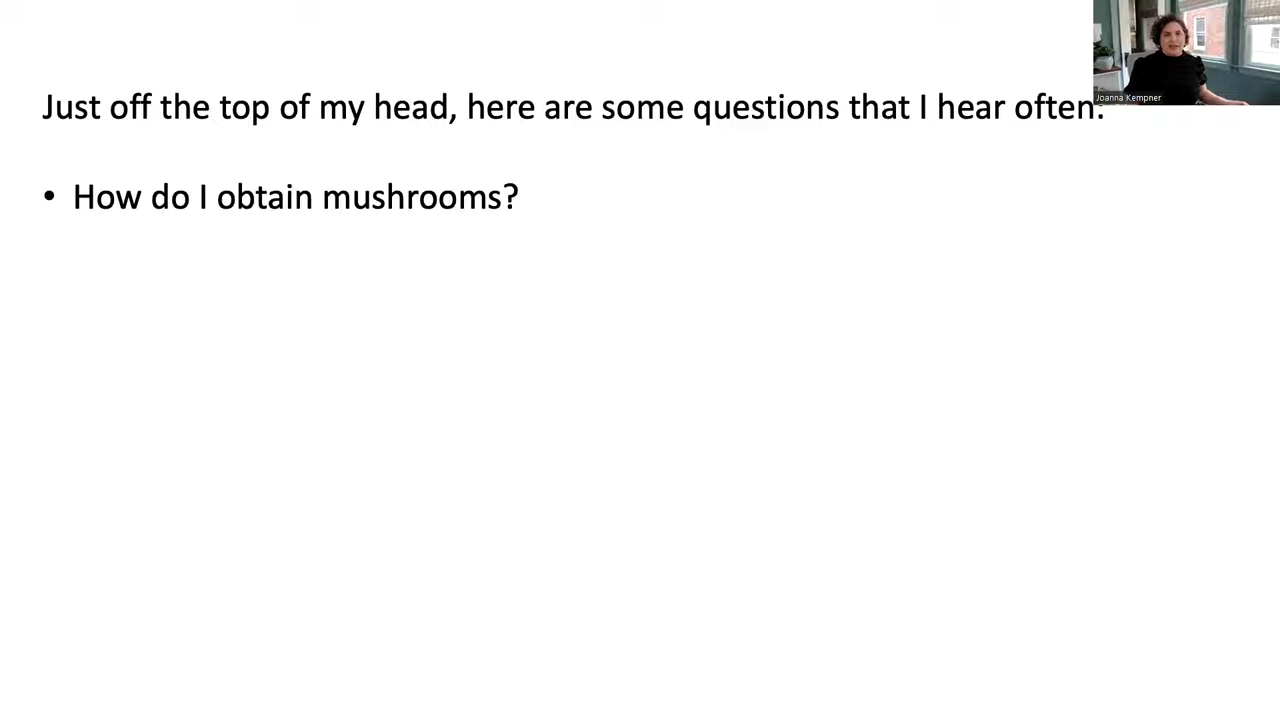 Just off the top of my head, here are some questions that I hear often:
• How do I obtain mushrooms?
Joanna Kempner